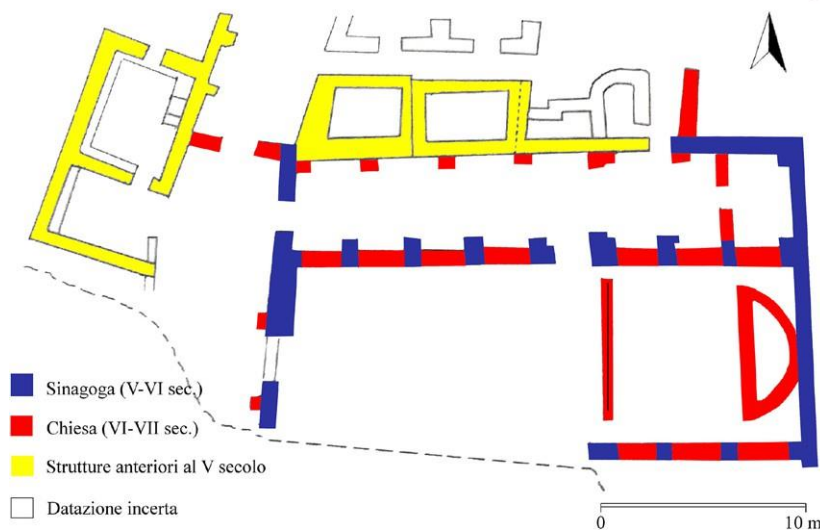 Sinagoga (V-VI sec.)
Chiesa (VI-VII sec.)
Strutture anteriori al V secolo
Datazione incerta
0 10 m